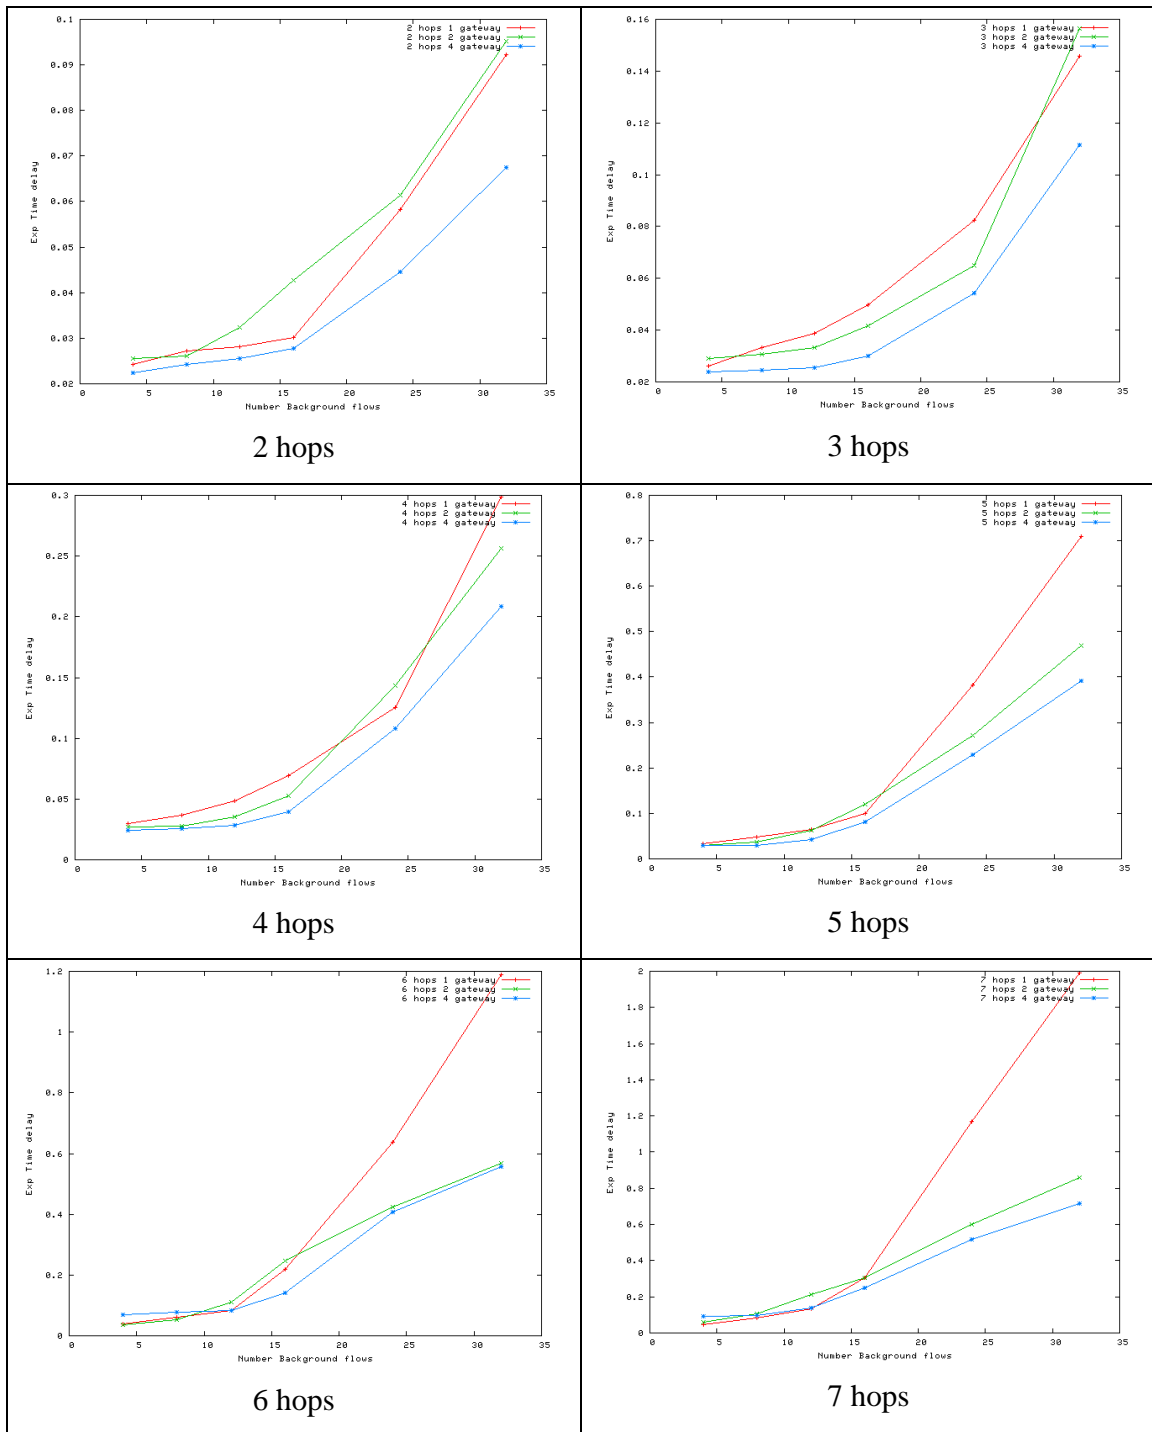 2 hops 1 gateway
2 hops 2 gateway
2 hops 4 gateway
0.1
0.09
0.08
0.07
0.06
0.05
0.04
0.03
0.02
Exp Time delay
0 5 10 15 20 25 30 35
Number Background flows
2 hops
3 hops 1 gateway
3 hops 2 gateway
3 hops 4 gateway
0.16
0.14
0.12
0.1
0.08
0.06
0.04
0.02
Exp Time delay
0 5 10 15 20 25 30 35
Number Background flows
3 hops
4 hops 1 gateway
4 hops 2 gateway
4 hops 4 gateway
0.3
0.25
0.2
0.15
0.1
0.05
0
Exp Time delay
0 5 10 15 20 25 30 35
Number Background flows
4 hops
5 hops 1 gateway
5 hops 2 gateway
5 hops 4 gateway
0.8
0.7
0.6
0.5
0.4
0.3
0.2
0.1
0
Exp Time delay
0 5 10 15 20 25 30 35
Number Background flows
5 hops
6 hops 1 gateway
6 hops 2 gateway
6 hops 4 gateway
1.2
1
0.8
0.6
0.4
0.2
0
Exp Time delay
0 5 10 15 20 25 30 35
Number Background flows
6 hops
7 hops 1 gateway
7 hops 2 gateway
7 hops 4 gateway
2
1.8
1.6
1.4
1.2
1
0.8
0.6
0.4
0.2
0
Exp Time delay
0 5 10 15 20 25 30 35
Number Background flows
7 hops